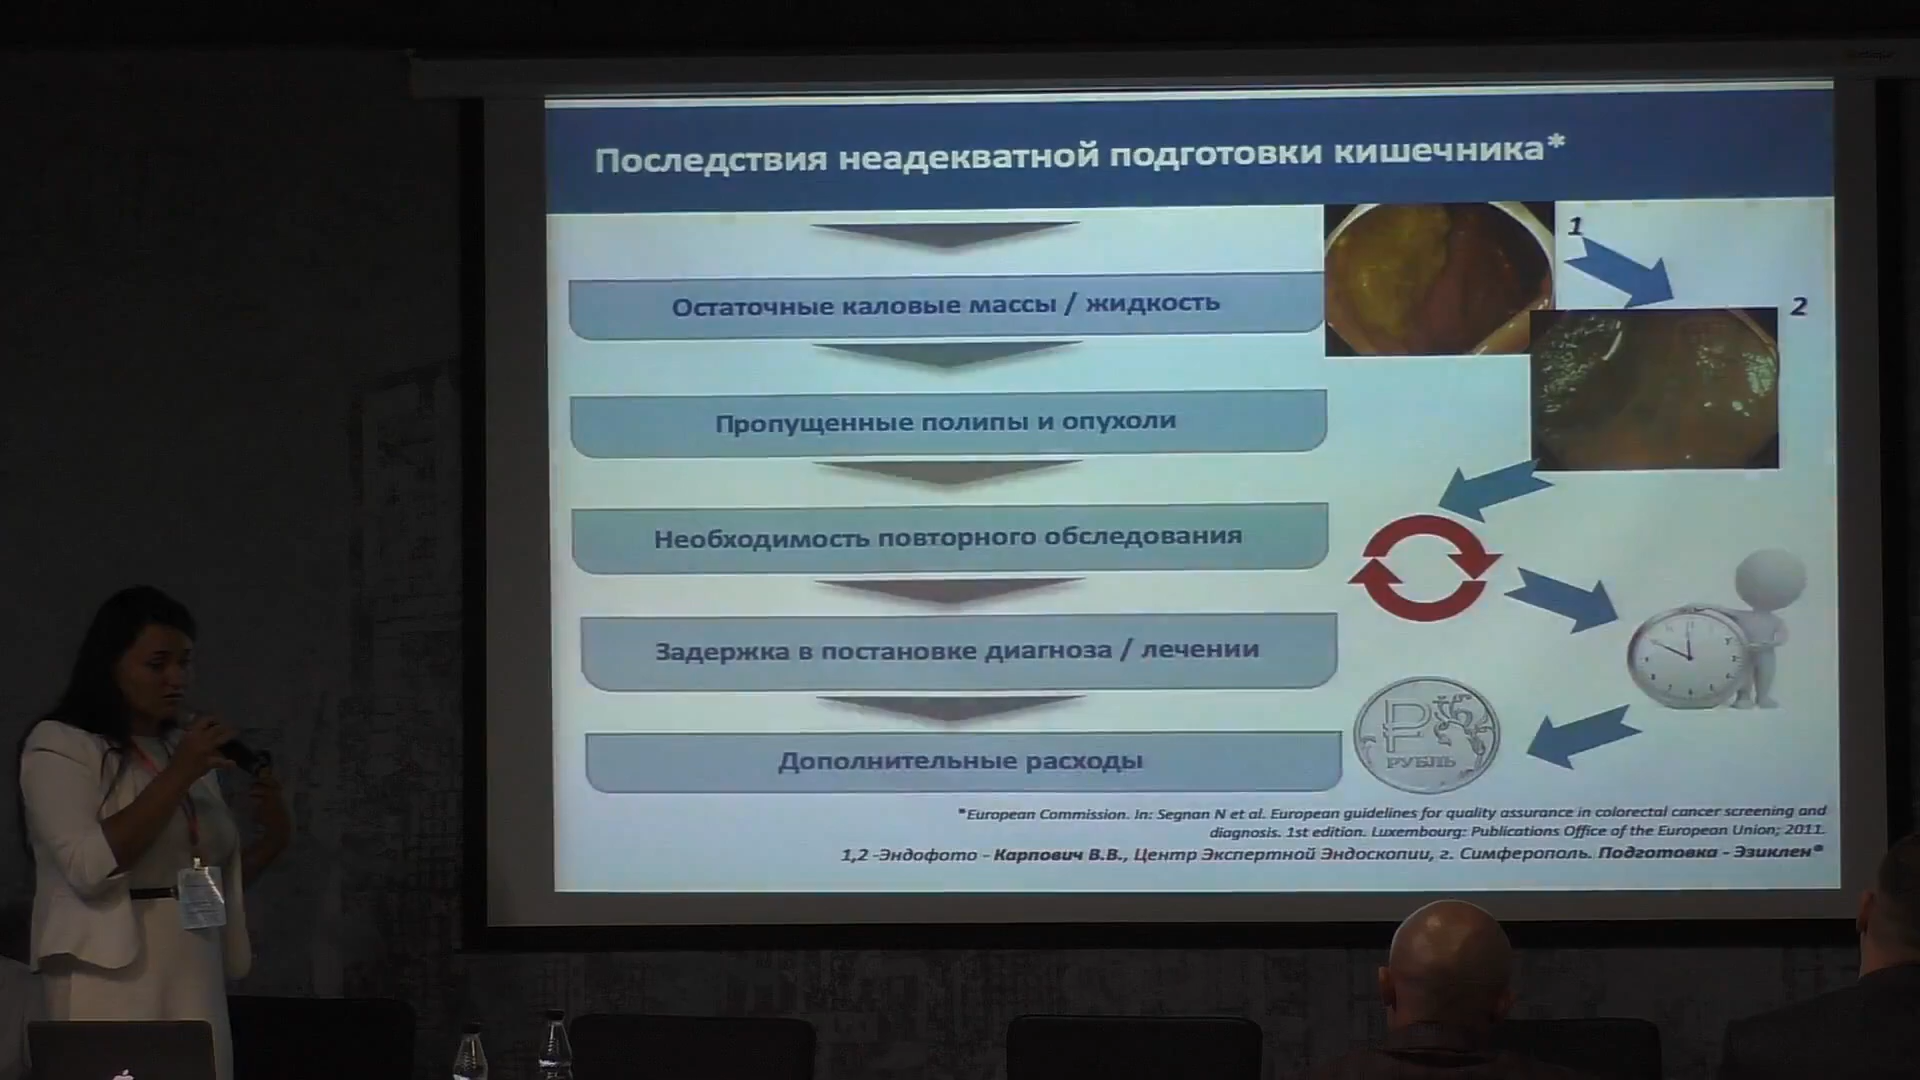 Последствия неадекватной подготовки кишечника*
1
Остаточные каловые массы / жидкость
2
Пропущенные полипы и опухоли
Необходимость повторного обследования
Задержка в постановке диагноза / лечении
Дополнительные расходы
РУБЛЬ
*European Commission. In: Segnan N et al. European guidelines for quality assurance in colorectal cancer screening and
diagnosis. 1st edition. Luxembourg: Publications Office of the European Union; 2011.
1,2 -Эндофото - Карпович В.В., Центр Экспертной Эндоскопии, г. Симферополь. Подготовка - Эзиклен®